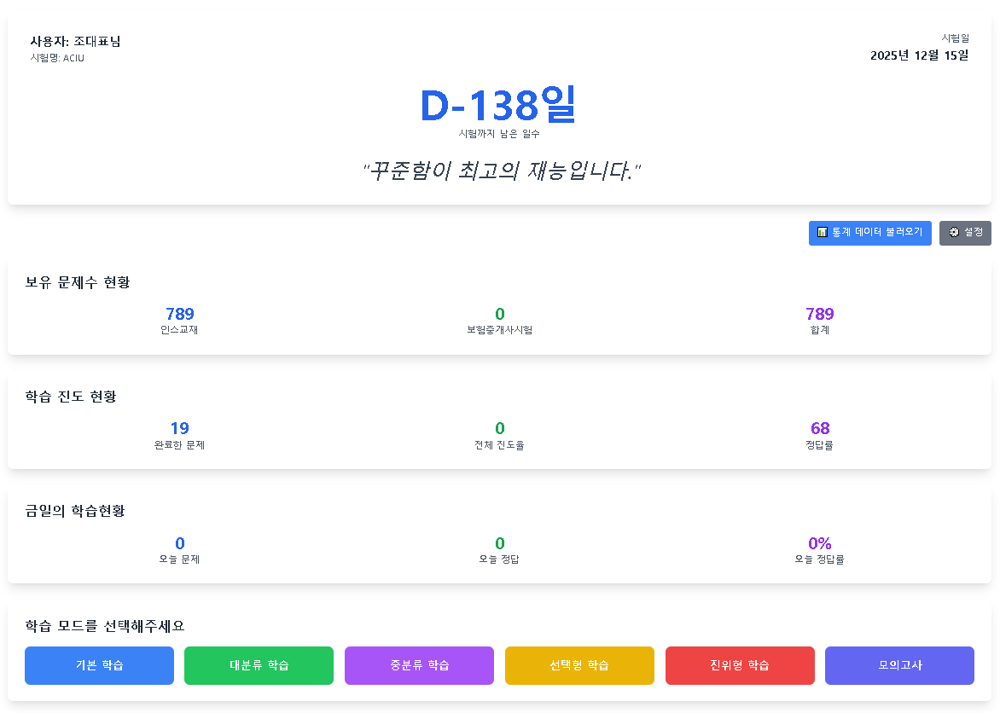 사용자: 조대표님
시험명: ACIU
시험일
2025년 12월 15일
D-138일
시험까지 남은 일수
"꾸준함이 최고의 재능입니다."
통계 데이터 불러오기
설정
보유 문제수 현황
789
인스교재
0
보험중개사시험
789
합계
학습 진도 현황
19
완료한 문제
0
전체 진도율
68
정답률
금일의 학습현황
0
오늘 문제
0
오늘 정답
0%
오늘 정답률
학습 모드를 선택해주세요
기본 학습
대분류 학습
중분류 학습
선택형 학습
진위형 학습
모의고사